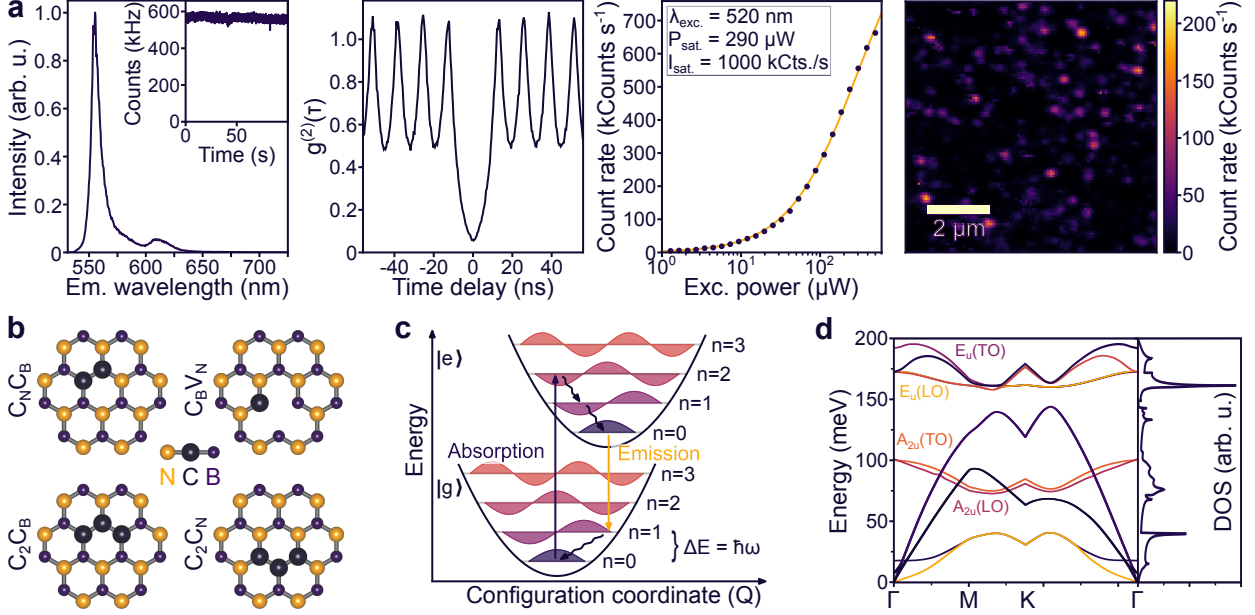 a
Intensity (arb. u.)
1.0
0.8
0.6
0.4
0.2
0
550
600
650
700
Em. wavelength (nm)
Counts (kHz)
600
400
200
0
0
50
Time (s)
g⁽²⁾(τ)
1.2
1.0
0.8
0.6
0.4
0.2
0
-40
-20
0
20
40
Time delay (ns)
Count rate (kCounts s⁻¹)
700
600
500
400
300
200
100
0
10⁰
10¹
10²
Exc. power (µW)
λexc. = 520 nm
Psat. = 290 µW
Isat. = 1000 kCts./s
2 µm
200
150
100
50
0
Count rate (kCounts s⁻¹)
b
CNCB
CBVN
N C B
C2CB
C2CN
c
Energy
|e⟩
n=3
n=2
n=1
n=0
Absorption
Emission
|g⟩
n=3
n=2
n=1
n=0
} ΔE = ħω
Configuration coordinate (Q)
d
Energy (meV)
200
150
100
50
0
Eu(TO)
Eu(LO)
A2u(TO)
A2u(LO)
Γ
M
K
Γ
DOS (arb. u.)